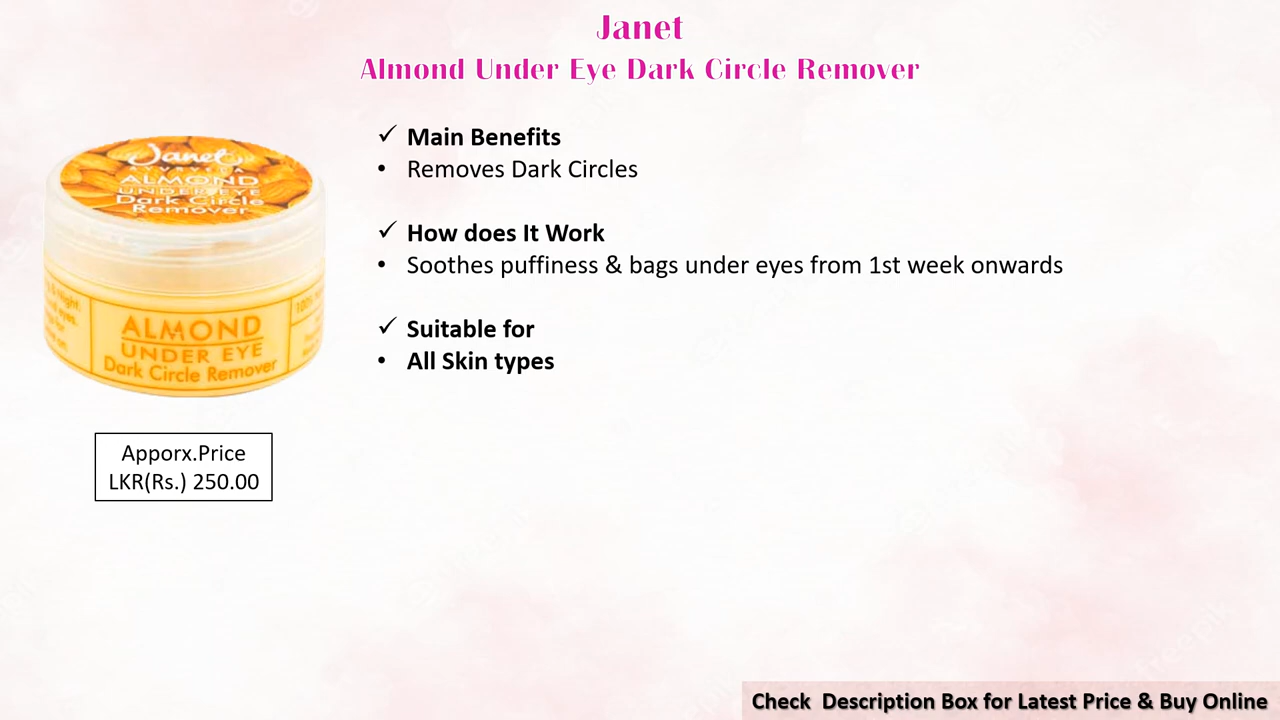 Janet
Almond Under Eye Dark Circle Remover
✓ Main Benefits
• Removes Dark Circles
✓ How does It Work
• Soothes puffiness & bags under eyes from 1st week onwards
✓ Suitable for
• All Skin types
Janet
AYURVEDA
ALMOND
UNDER EYE
Dark Circle
Remover
ALMOND
UNDER EYE
Dark Circle Remover
Apporx.Price
LKR(Rs.) 250.00
Check Description Box for Latest Price & Buy Online